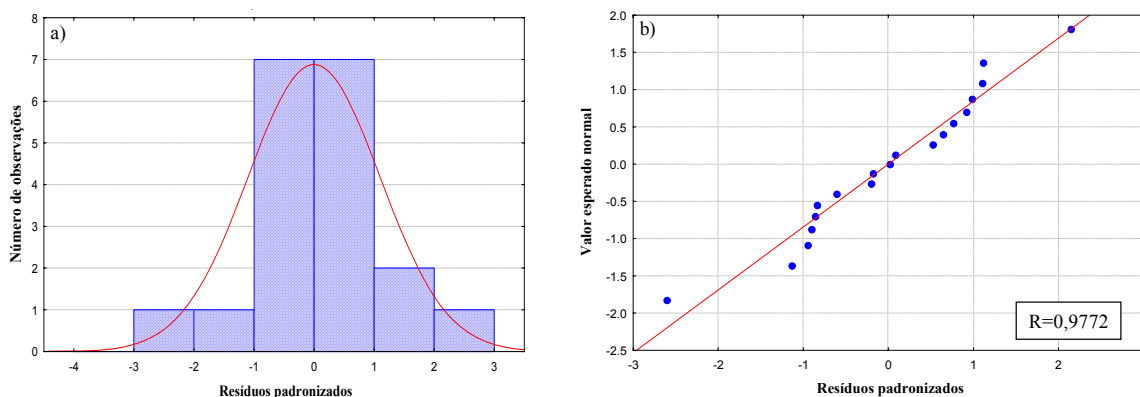 a)
Número de observações
8
7
6
5
4
3
2
1
0
-4 -3 -2 -1 0 1 2 3
Resíduos padronizados
b)
Valor esperado normal
2.0
1.5
1.0
0.5
0.0
-0.5
-1.0
-1.5
-2.0
-2.5
R=0,9772
-3 -2 -1 0 1 2
Resíduos padronizados